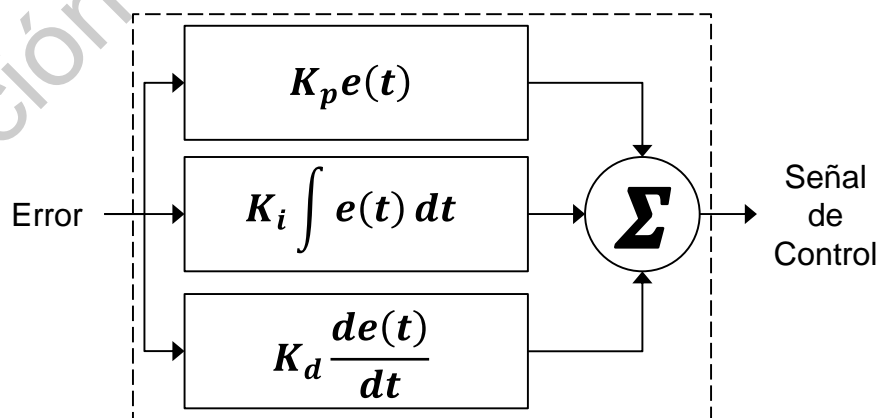 K_p e(t)
Error
K_i ∫ e(t) dt
Σ
Señal
de
Control
K_d de(t)/dt